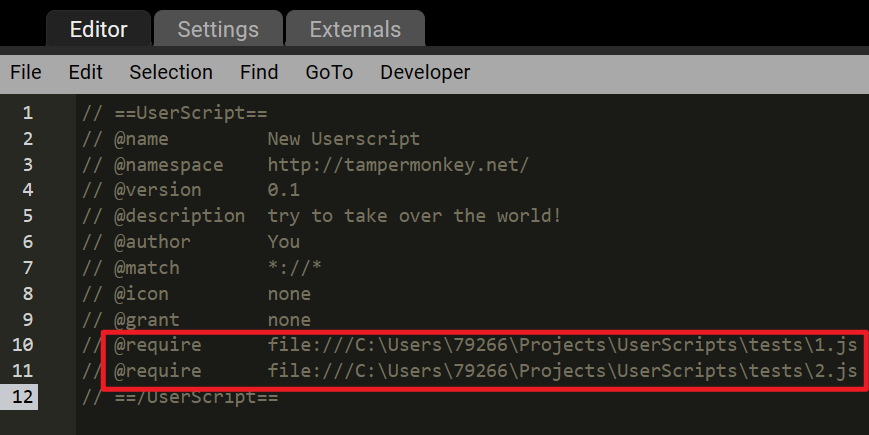 Editor Settings Externals
File Edit Selection Find GoTo Developer
1 // ==UserScript==
2 // @name New Userscript
3 // @namespace http://tampermonkey.net/
4 // @version 0.1
5 // @description try to take over the world!
6 // @author You
7 // @match *://*
8 // @icon none
9 // @grant none
10 // @require file:///C:\Users\79266\Projects\UserScripts\tests\1.js
11 // @require file:///C:\Users\79266\Projects\UserScripts\tests\2.js
12 // ==/UserScript==